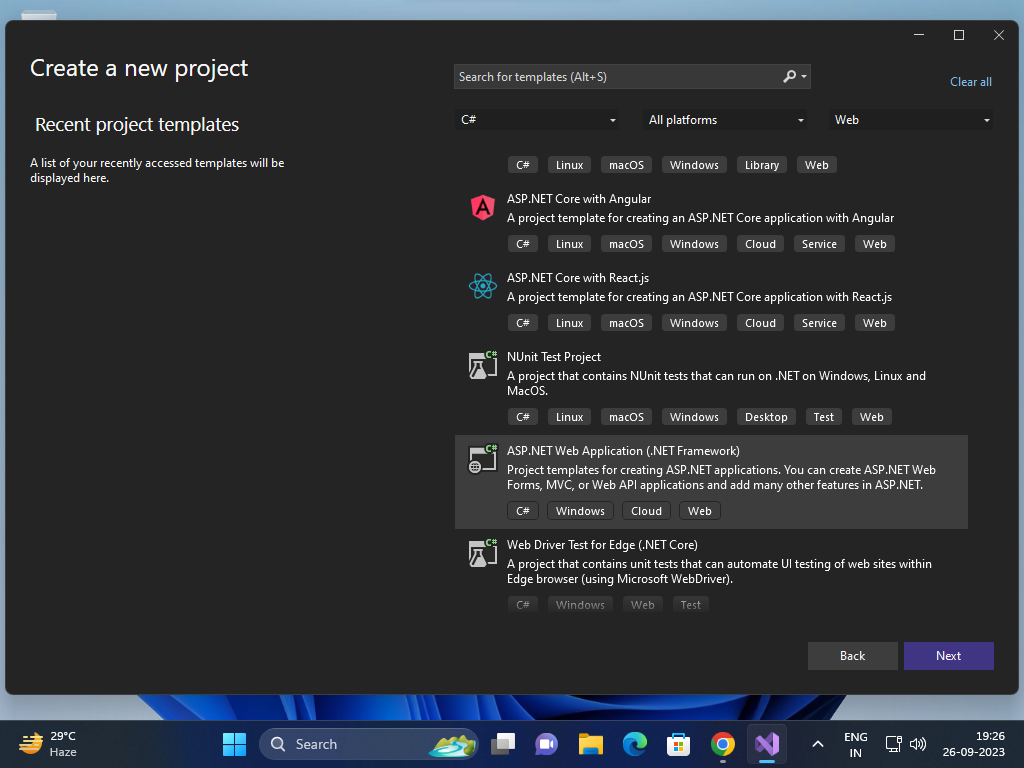 Create a new project
Search for templates (Alt+S)
Clear all
Recent project templates
A list of your recently accessed templates will be
displayed here.
C# All platforms Web
C# Linux macOS Windows Library Web
ASP.NET Core with Angular
A project template for creating an ASP.NET Core application with Angular
C# Linux macOS Windows Cloud Service Web
ASP.NET Core with React.js
A project template for creating an ASP.NET Core application with React.js
C# Linux macOS Windows Cloud Service Web
C#
NUnit Test Project
A project that contains NUnit tests that can run on .NET on Windows, Linux and
MacOS.
C# Linux macOS Windows Desktop Test Web
C#
ASP.NET Web Application (.NET Framework)
Project templates for creating ASP.NET applications. You can create ASP.NET Web
Forms, MVC, or Web API applications and add many other features in ASP.NET.
C# Windows Cloud Web
C#
Web Driver Test for Edge (.NET Core)
A project that contains unit tests that can automate UI testing of web sites within
Edge browser (using Microsoft WebDriver).
C# Windows Web Test
Back Next
29°C
Haze
Search
ENG
IN
19:26
26-09-2023